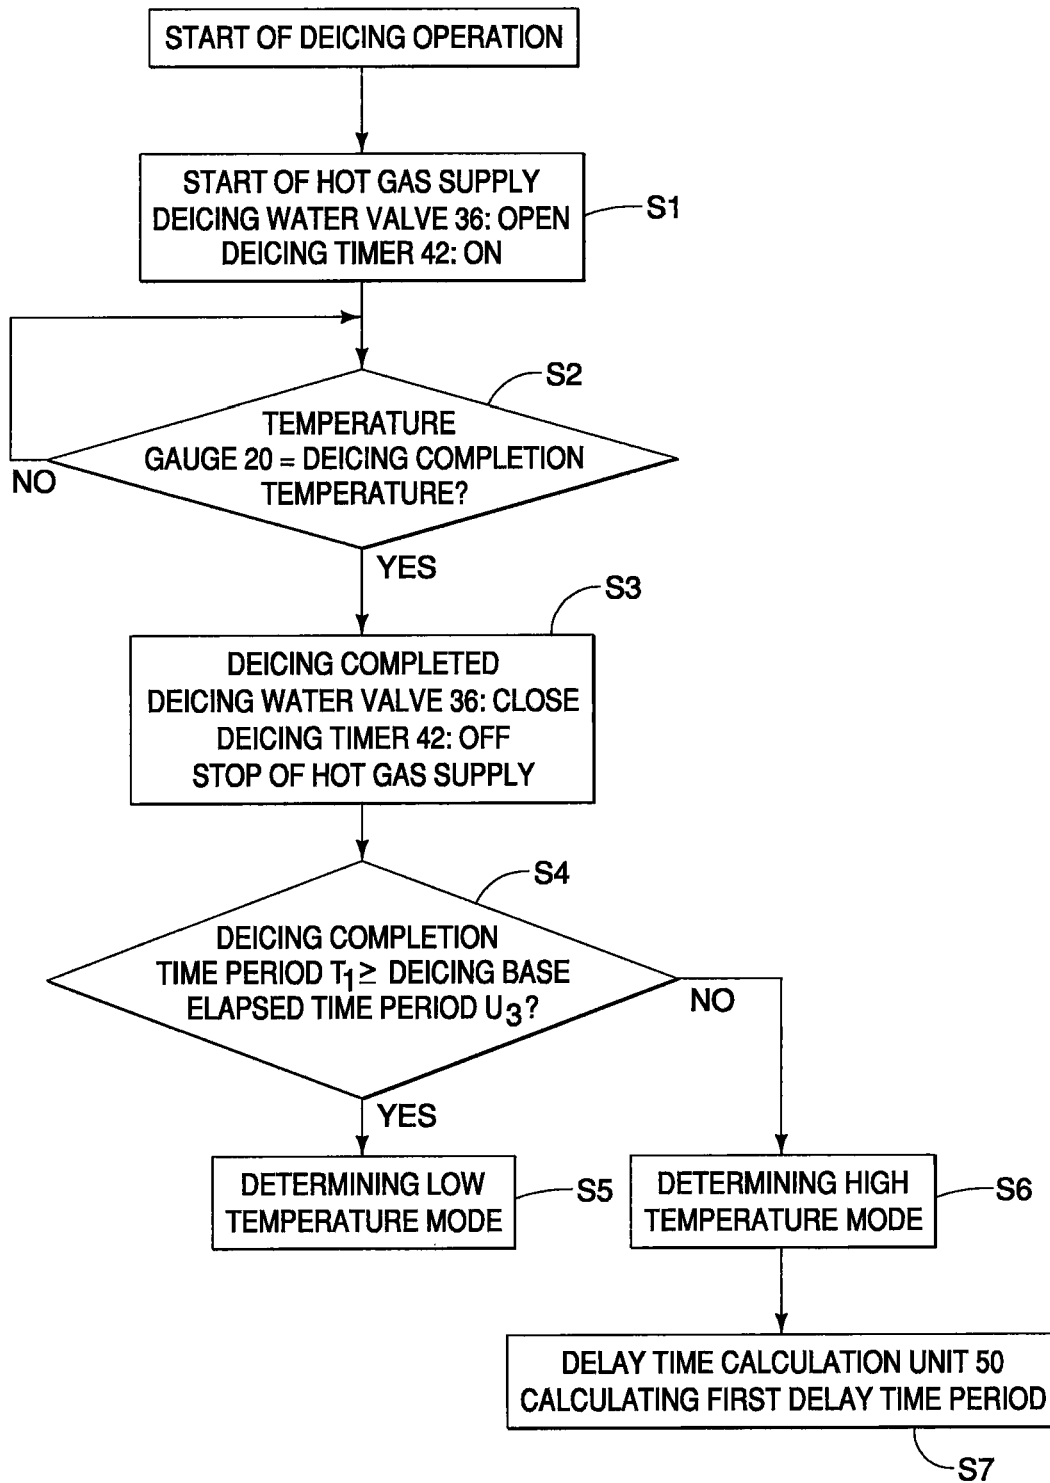 START OF DEICING OPERATION
START OF HOT GAS SUPPLY
DEICING WATER VALVE 36: OPEN
DEICING TIMER 42: ON
S1
S2
TEMPERATURE
GAUGE 20 = DEICING COMPLETION
TEMPERATURE?
NO
YES
S3
DEICING COMPLETED
DEICING WATER VALVE 36: CLOSE
DEICING TIMER 42: OFF
STOP OF HOT GAS SUPPLY
S4
DEICING COMPLETION
TIME PERIOD T1 ≥ DEICING BASE
ELAPSED TIME PERIOD U3?
NO
YES
DETERMINING LOW
TEMPERATURE MODE
S5
DETERMINING HIGH
TEMPERATURE MODE
S6
DELAY TIME CALCULATION UNIT 50
CALCULATING FIRST DELAY TIME PERIOD
S7